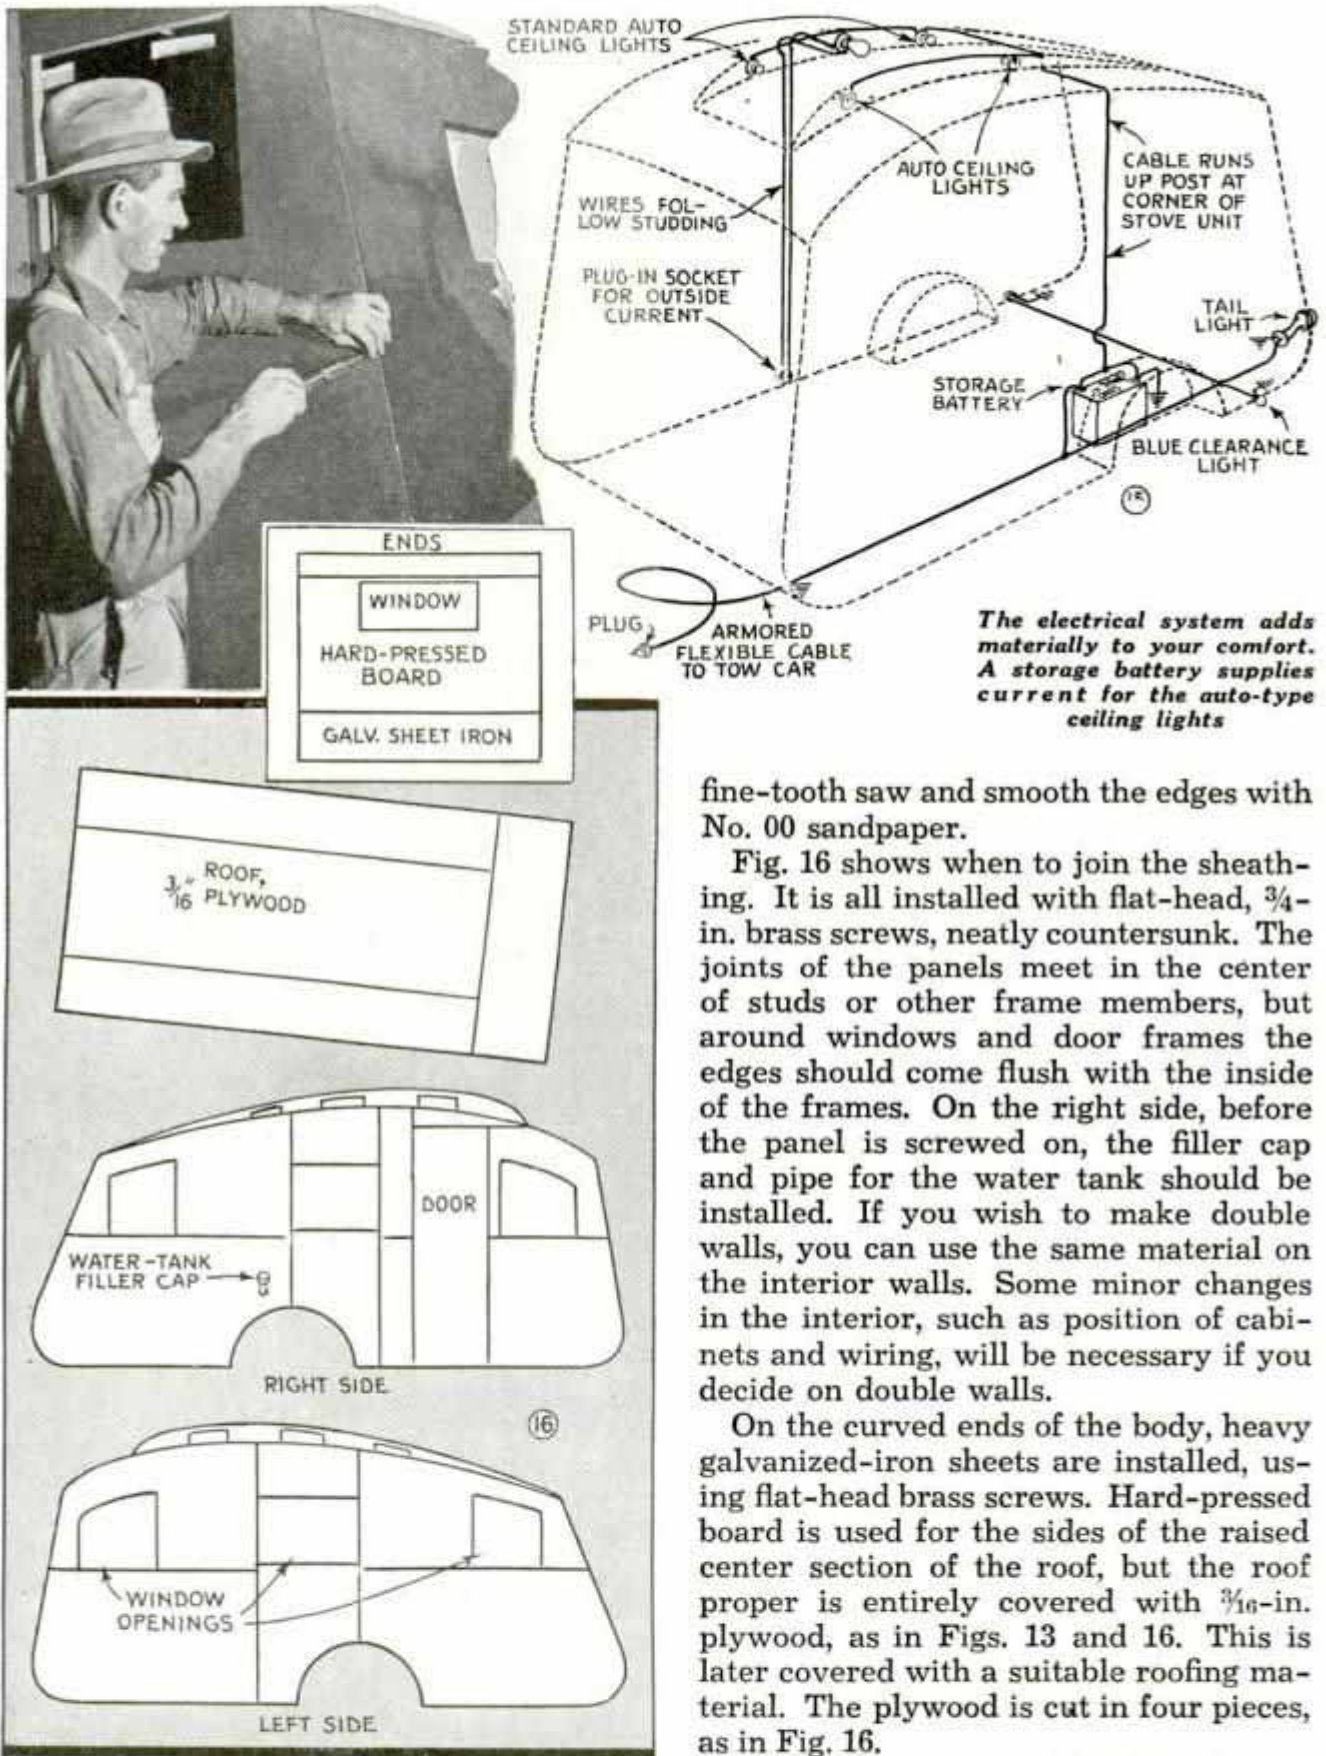 STANDARD AUTO
CEILING LIGHTS
AUTO CEILING
LIGHTS
CABLE RUNS
UP POST AT
CORNER OF
STOVE UNIT
WIRES FOL-
LOW STUDDING
PLUG-IN SOCKET
FOR OUTSIDE
CURRENT
TAIL
LIGHT
STORAGE
BATTERY
BLUE CLEARANCE
LIGHT
15
PLUG
ARMORED
FLEXIBLE CABLE
TO TOW CAR
The electrical system adds
materially to your comfort.
A storage battery supplies
current for the auto-type
ceiling lights
ENDS
WINDOW
HARD-PRESSED
BOARD
GALV. SHEET IRON
3/16" ROOF,
PLYWOOD
DOOR
WATER-TANK
FILLER CAP
RIGHT SIDE
16
WINDOW
OPENINGS
LEFT SIDE
fine-tooth saw and smooth the edges with
No. 00 sandpaper.
Fig. 16 shows when to join the sheath-
ing. It is all installed with flat-head, ¾-
in. brass screws, neatly countersunk. The
joints of the panels meet in the center
of studs or other frame members, but
around windows and door frames the
edges should come flush with the inside
of the frames. On the right side, before
the panel is screwed on, the filler cap
and pipe for the water tank should be
installed. If you wish to make double
walls, you can use the same material on
the interior walls. Some minor changes
in the interior, such as position of cabi-
nets and wiring, will be necessary if you
decide on double walls.
On the curved ends of the body, heavy
galvanized-iron sheets are installed, us-
ing flat-head brass screws. Hard-pressed
board is used for the sides of the raised
center section of the roof, but the roof
proper is entirely covered with 3/16-in.
plywood, as in Figs. 13 and 16. This is
later covered with a suitable roofing ma-
terial. The plywood is cut in four pieces,
as in Fig. 16.